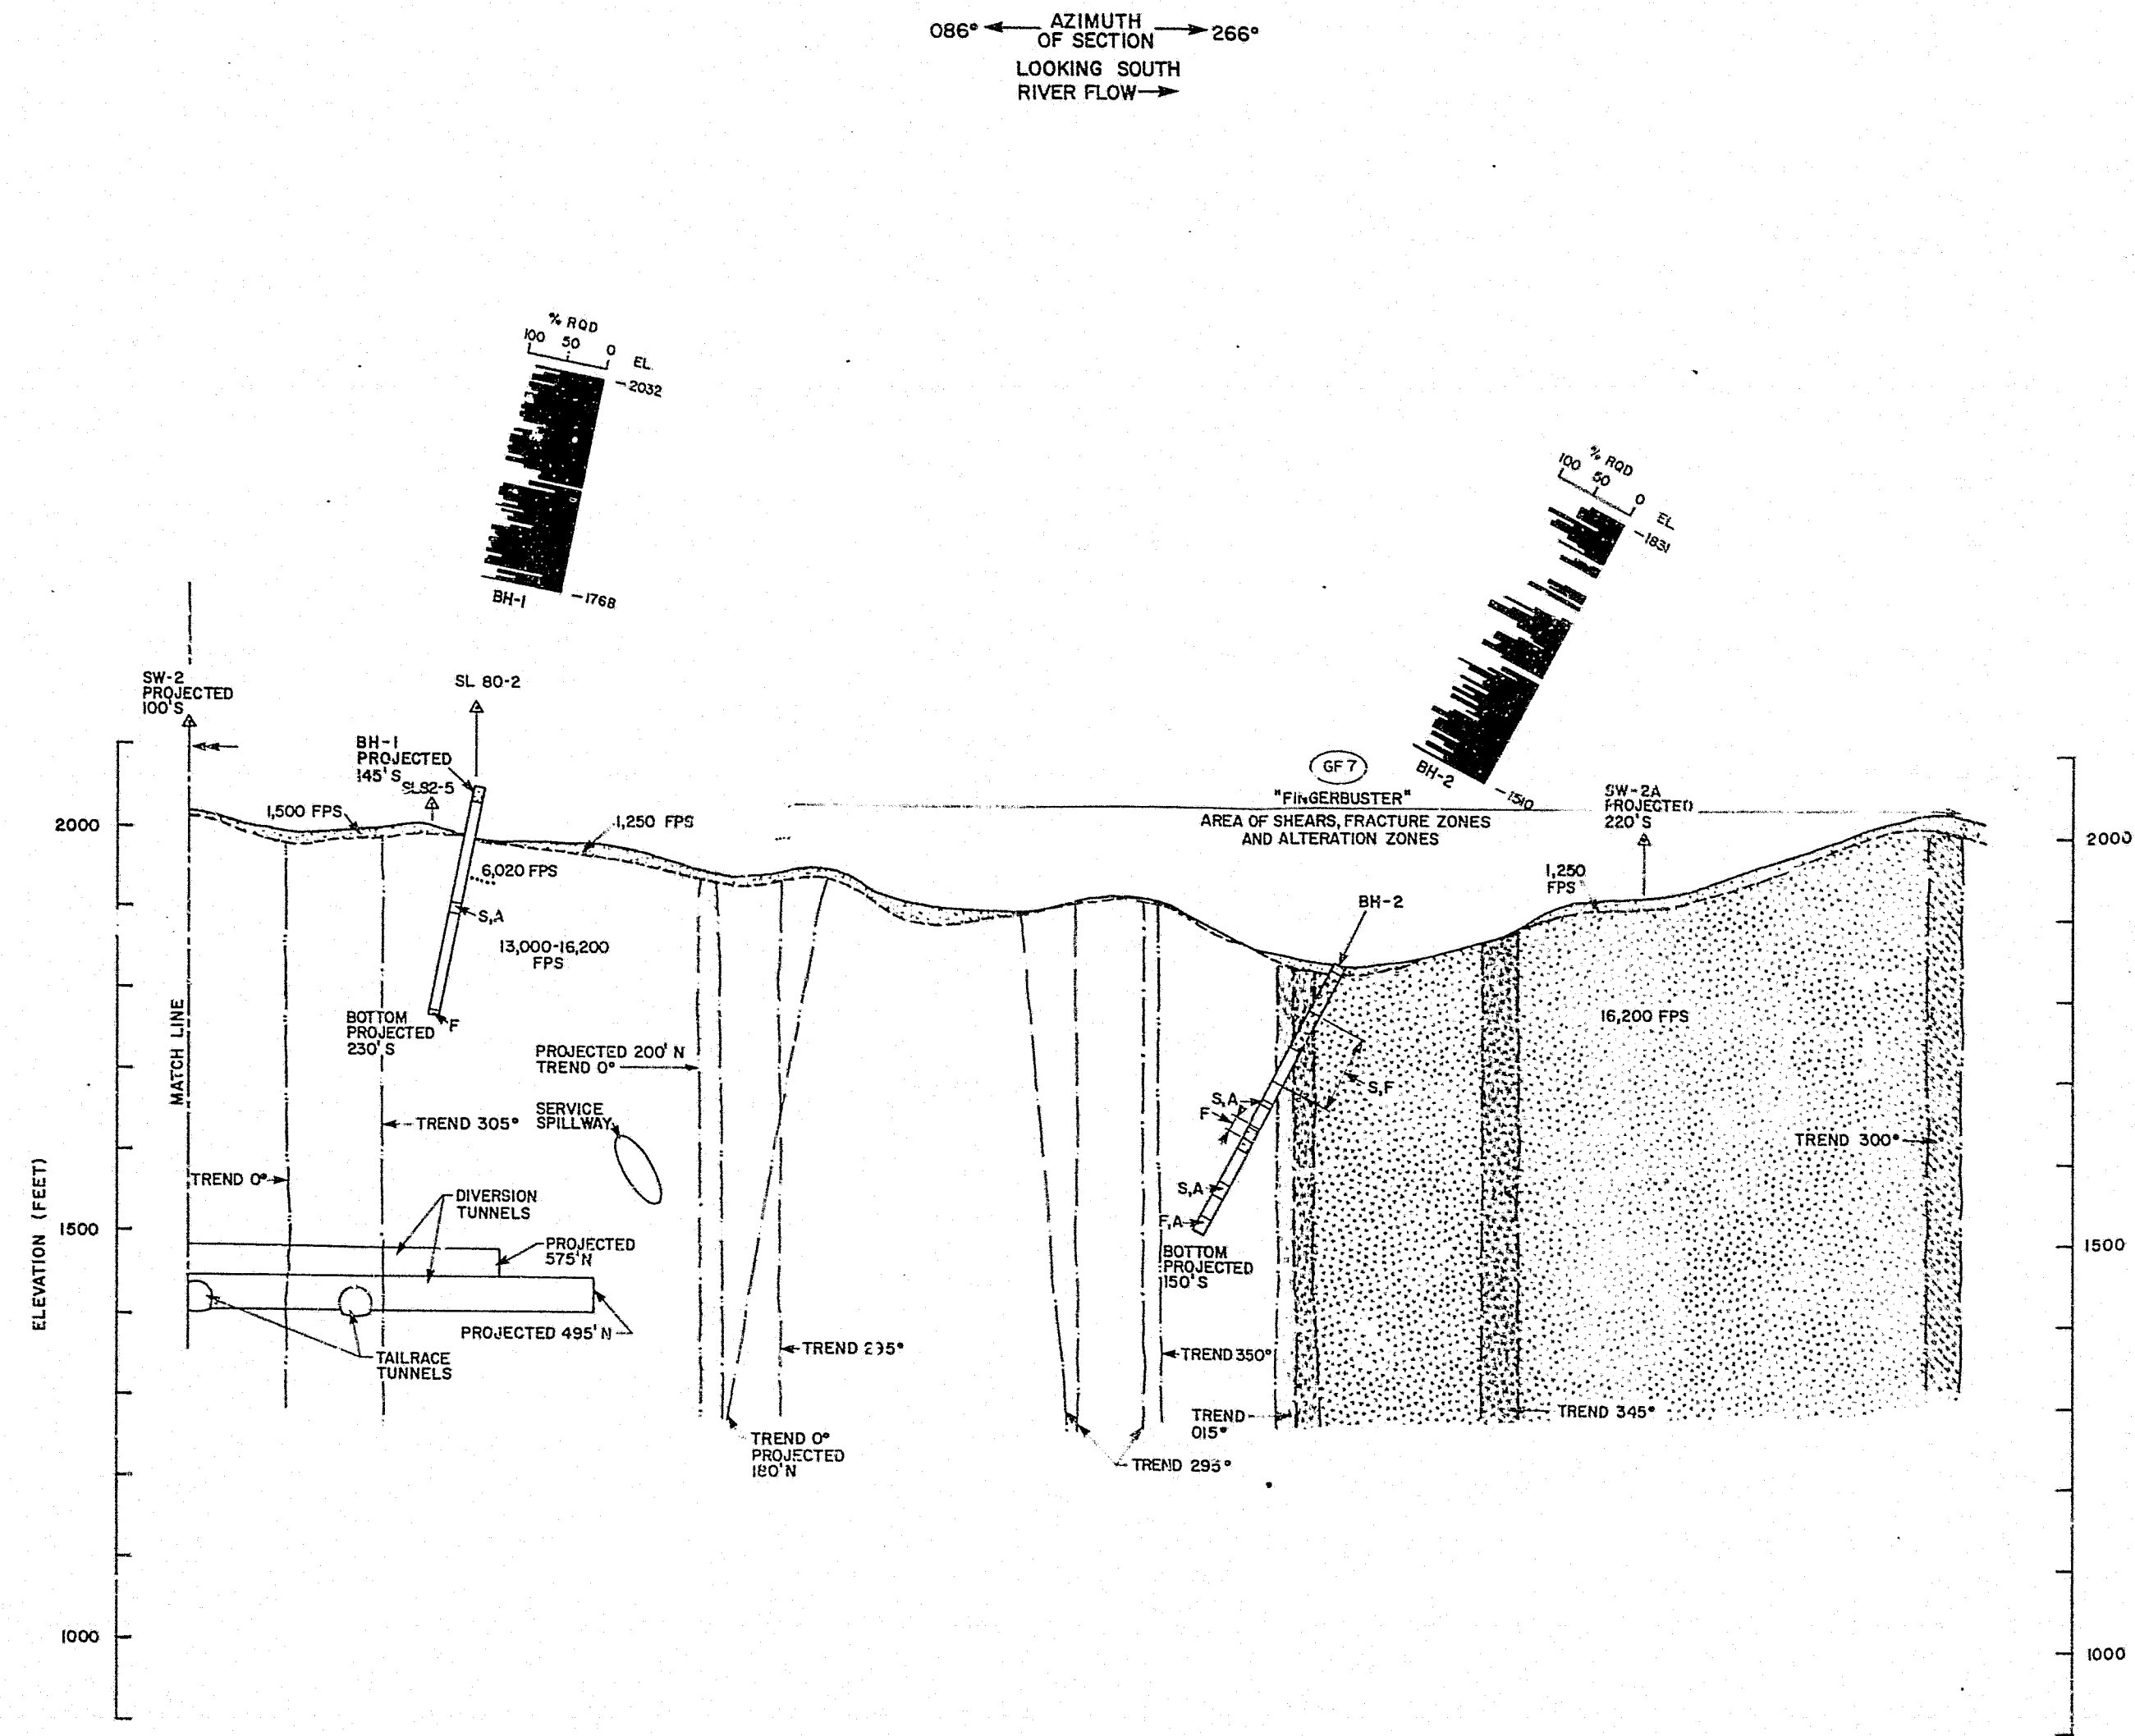 AZIMUTH
086° OF SECTION 266°
LOOKING SOUTH
RIVER FLOW
% RQD
100 50 0 EL.
2032
BH-1
1768
% RQD
100 50 0 EL.
1831
BH-2
1510
SW-2
PROJECTED
100'S
SL 80-2
BH-1
PROJECTED
145'S
SL82-5
GF 7
"FINGERBUSTER"
AREA OF SHEARS, FRACTURE ZONES
AND ALTERATION ZONES
SW-2A
PROJECTED
220'S
2000
1,500 FPS
1,250 FPS
2000
6,020 FPS
S,A
1,250
FPS
BH-2
13,000-16,200
FPS
MATCH LINE
BOTTOM
PROJECTED
230'S
F
16,200 FPS
PROJECTED 200' N
TREND 0°
S,F
S,A
F
SERVICE
SPILLWAY
TREND 305°
TREND 300°
TREND 0°
S,A
DIVERSION
TUNNELS
F,A
ELEVATION (FEET)
1500
PROJECTED
575'N
BOTTOM
PROJECTED
150'S
1500
PROJECTED 495'N
TREND
TAILRACE
TUNNELS
TREND 350°
TREND
015°
TREND 345°
TREND 0°
PROJECTED
180'N
TREND 295°
1000
1000